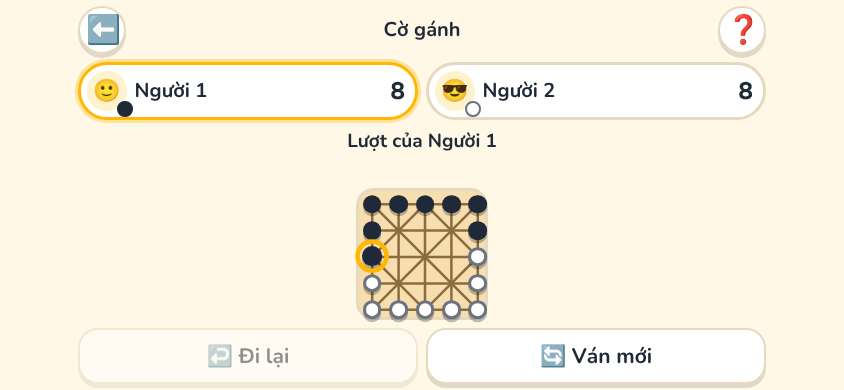 Cờ gánh
Người 1
8
Người 2
8
Lượt của Người 1
Đi lại
Ván mới